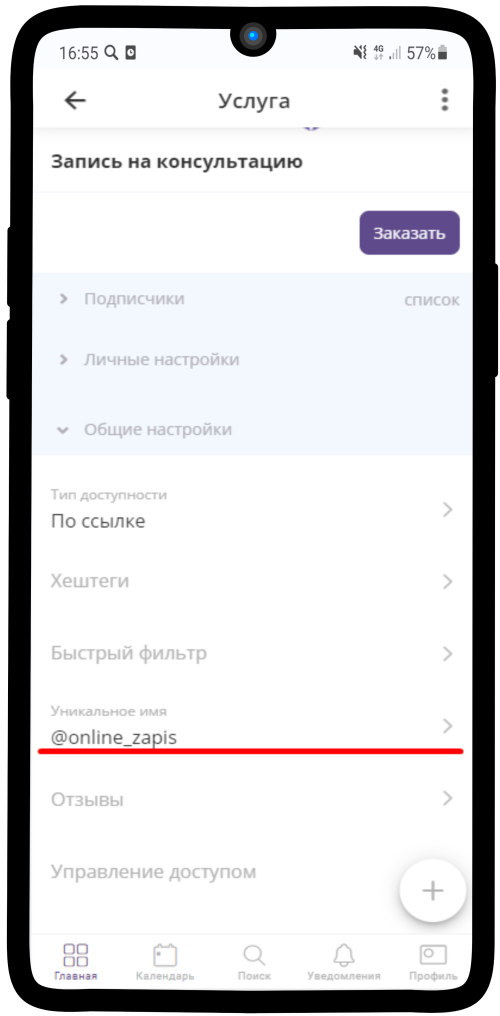 16:55 4G 57%
Услуга
Запись на консультацию
Заказать
Подписчики список
Личные настройки
Общие настройки
Тип доступности
По ссылке
Хештеги
Быстрый фильтр
Уникальное имя
@online_zapis
Отзывы
Управление доступом
Главная Календарь Поиск Уведомления Профиль